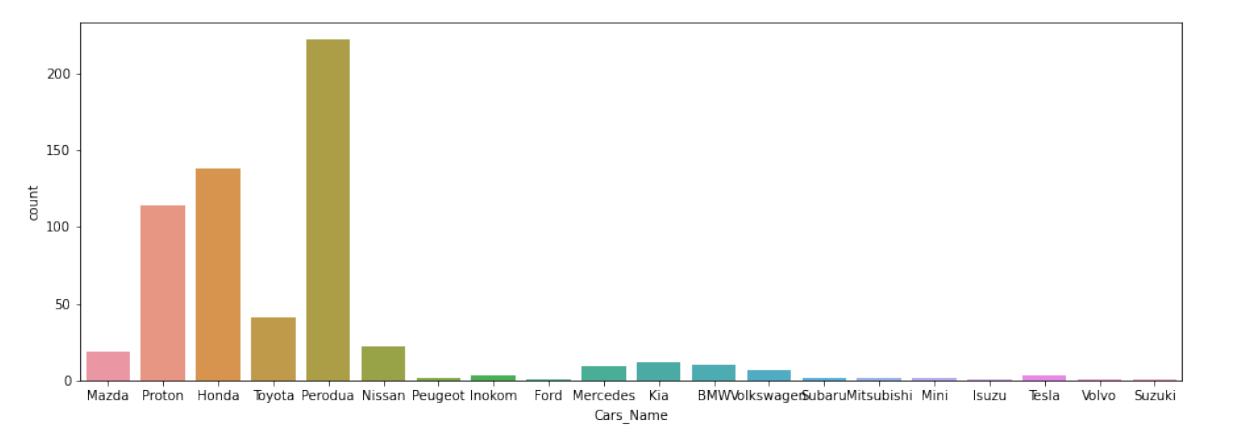 200
150
100
50
0
count
Mazda Proton Honda Toyota Perodua Nissan Peugeot Inokom Ford Mercedes Kia BMW Volkswagen Subaru Mitsubishi Mini Isuzu Tesla Volvo Suzuki
Cars_Name